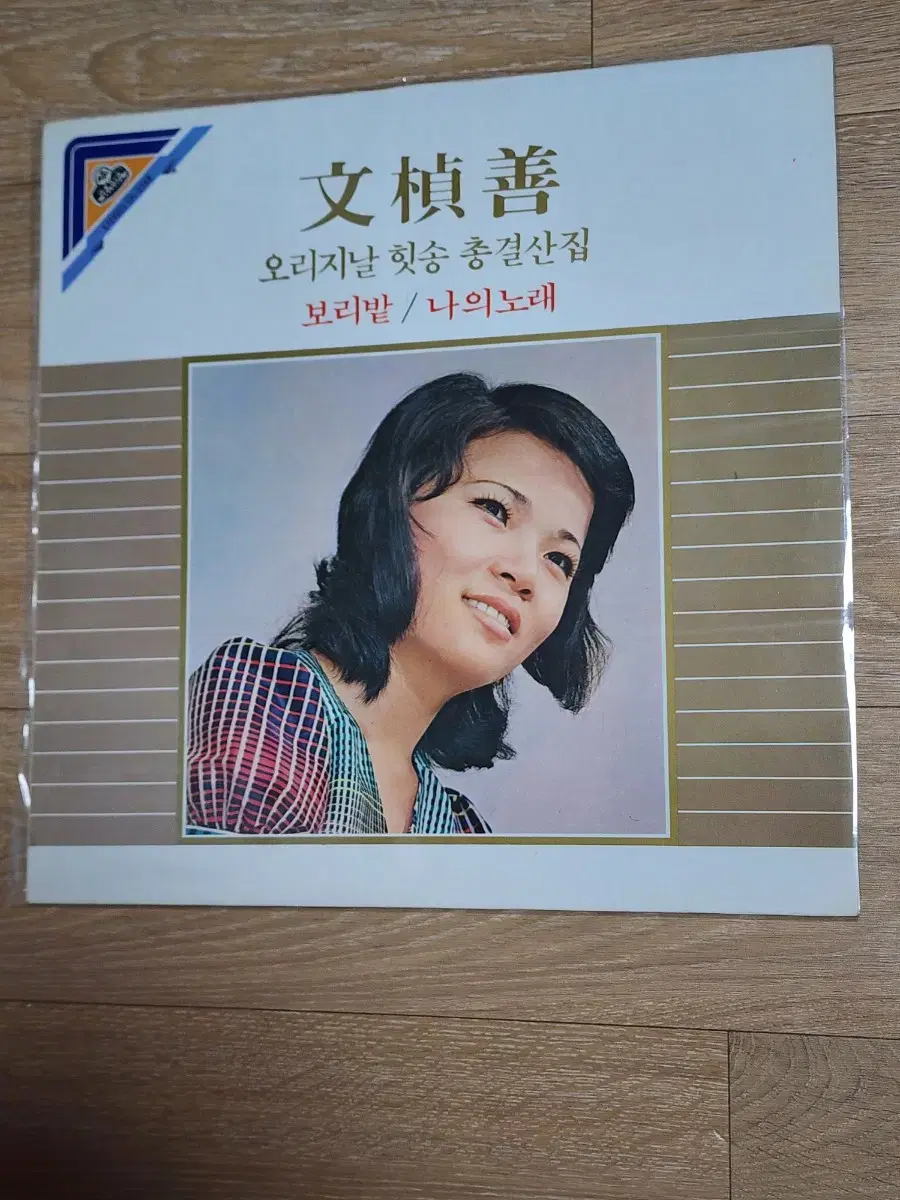 文楨善
오리지날 힛송 총결산집
보리밭 / 나의노래